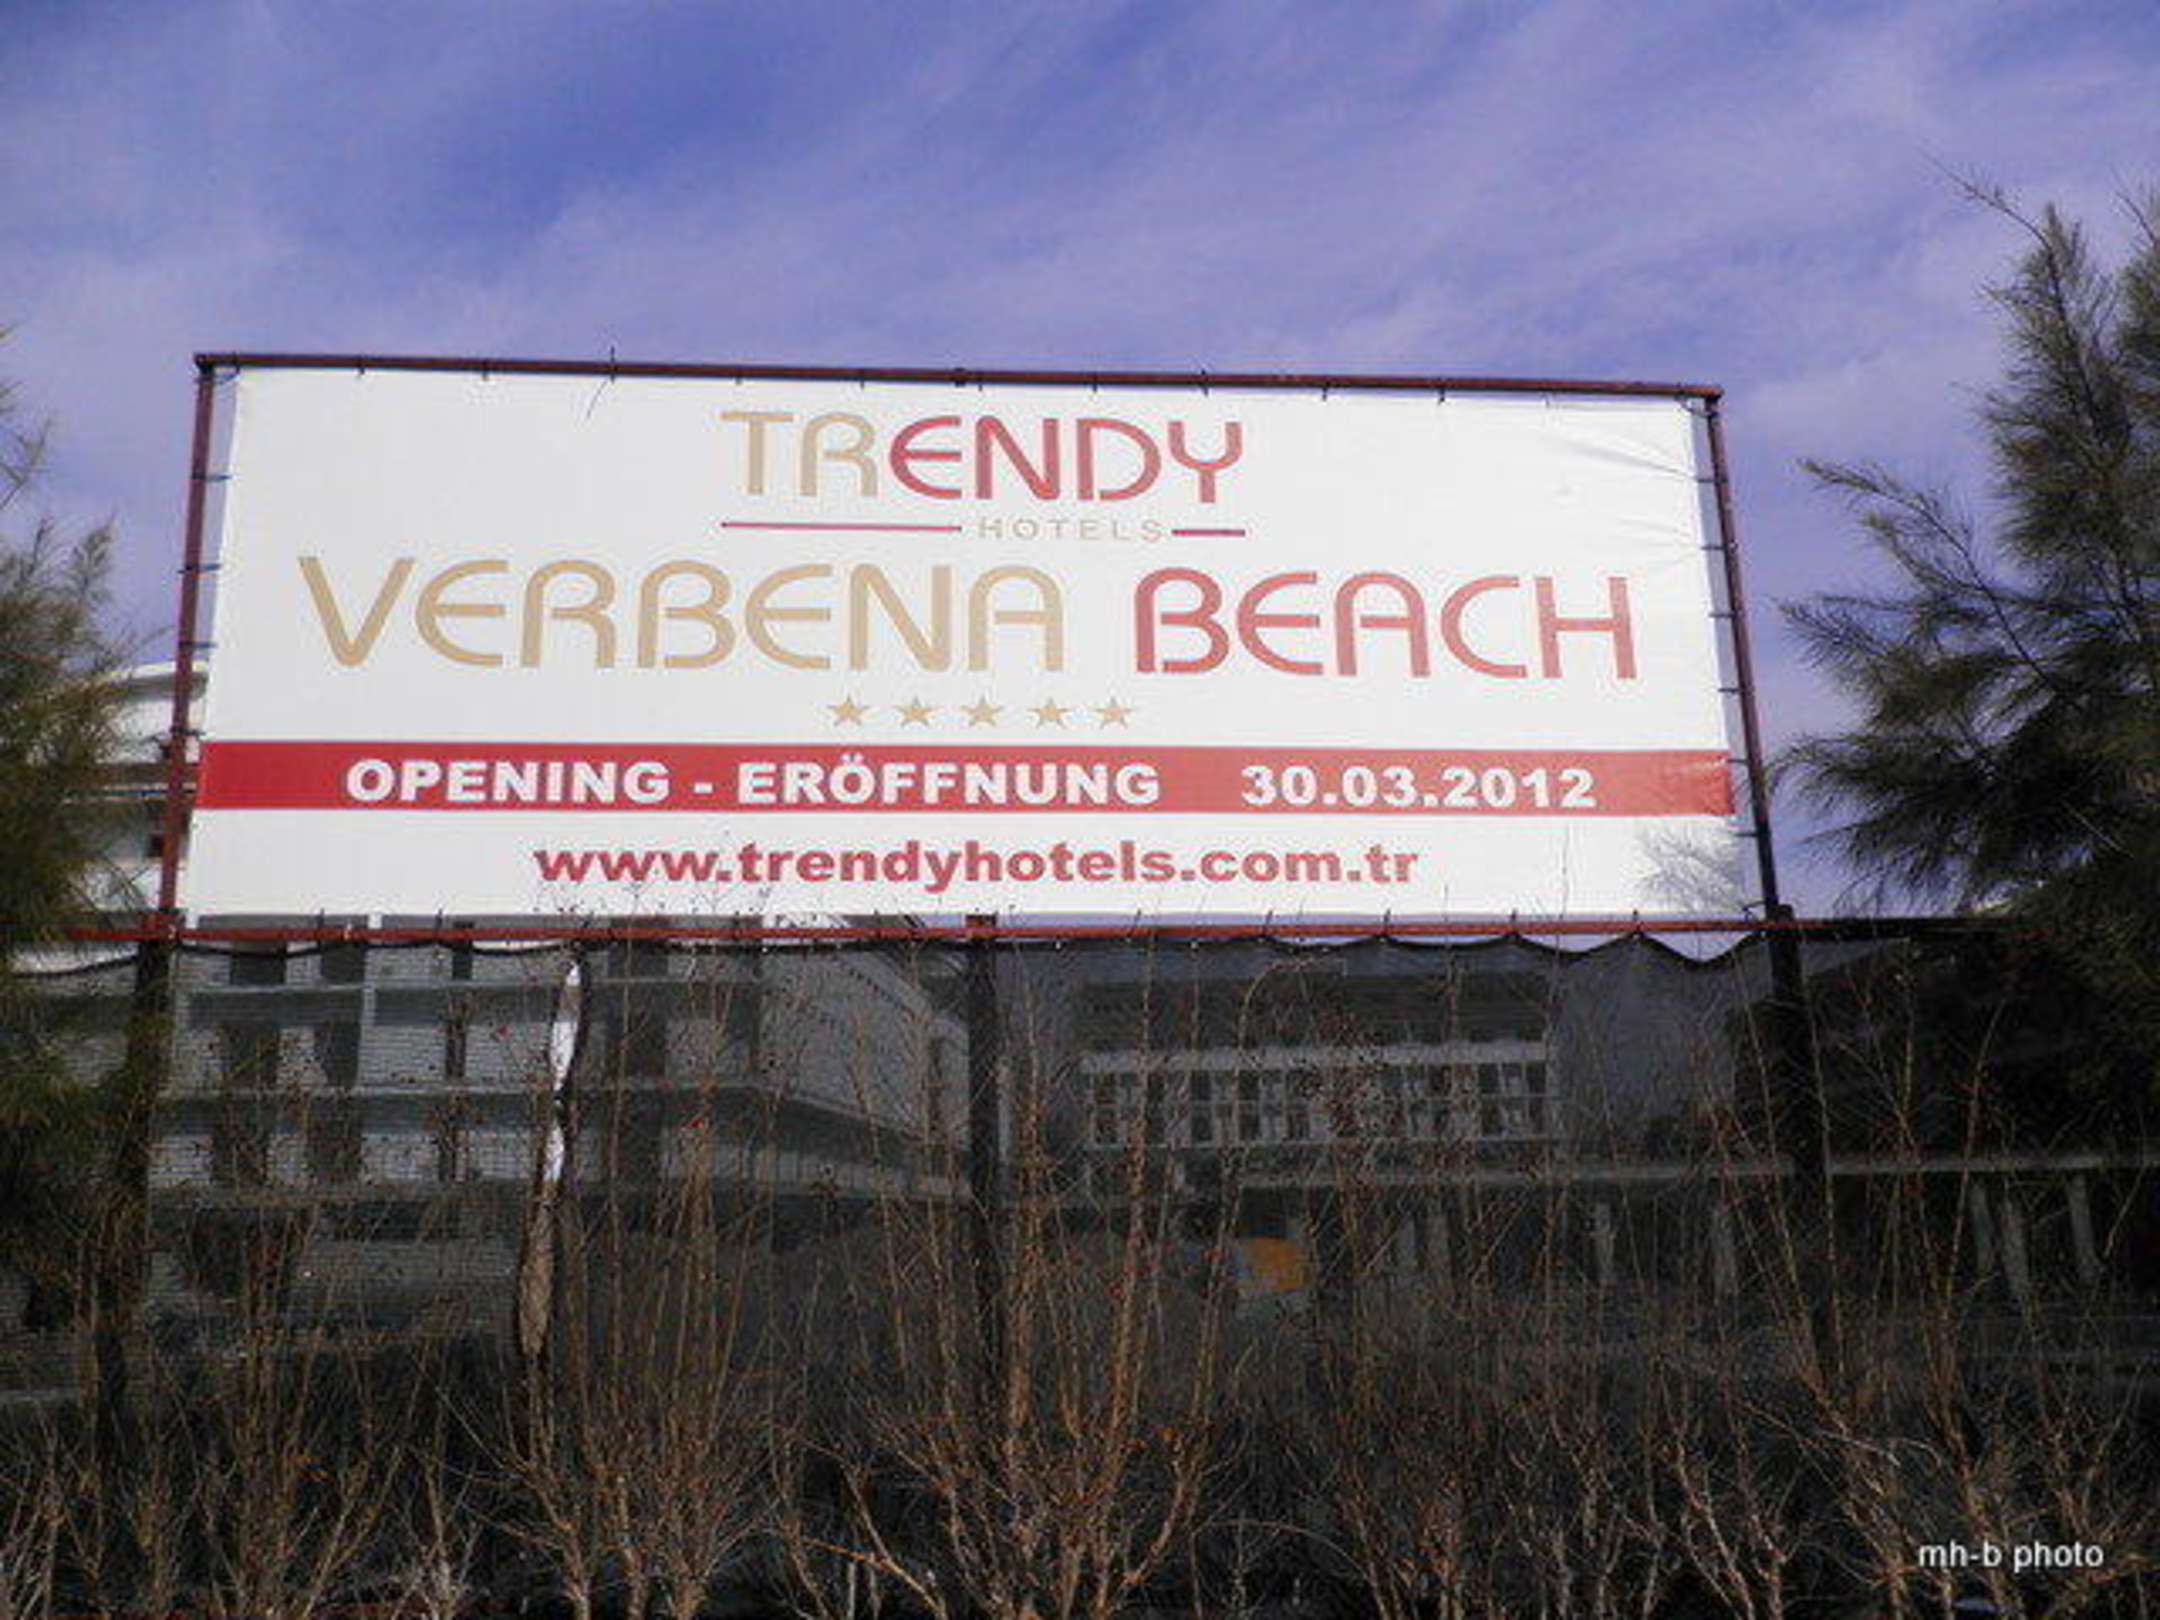 TRENDY
HOTELS
VERBENA BEACH
OPENING - ERÖFFNUNG 30.03.2012
www.trendyhotels.com.tr
mh-b photo